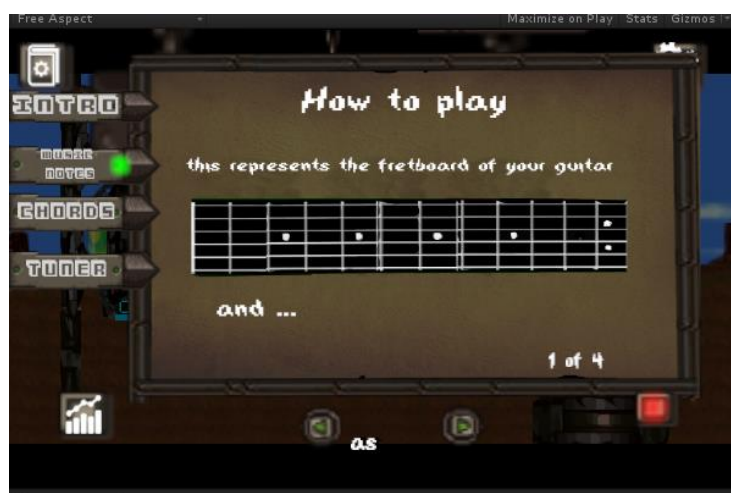 Free Aspect
Maximize on Play Stats Gizmos
INTRO
How to play
MUSIC
NOTES
this represents the fretboard of your guitar
CHORDS
TUNER
and ...
1 of 4
as